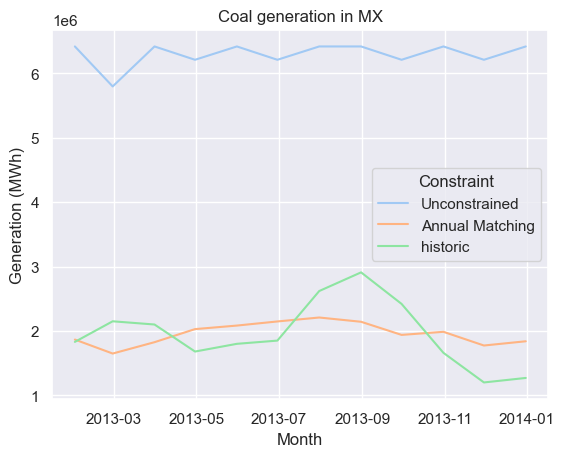 Coal generation in MX
1e6
Generation (MWh)
6
5
4
3
2
1
Constraint
Unconstrained
Annual Matching
historic
2013-03 2013-05 2013-07 2013-09 2013-11 2014-01
Month